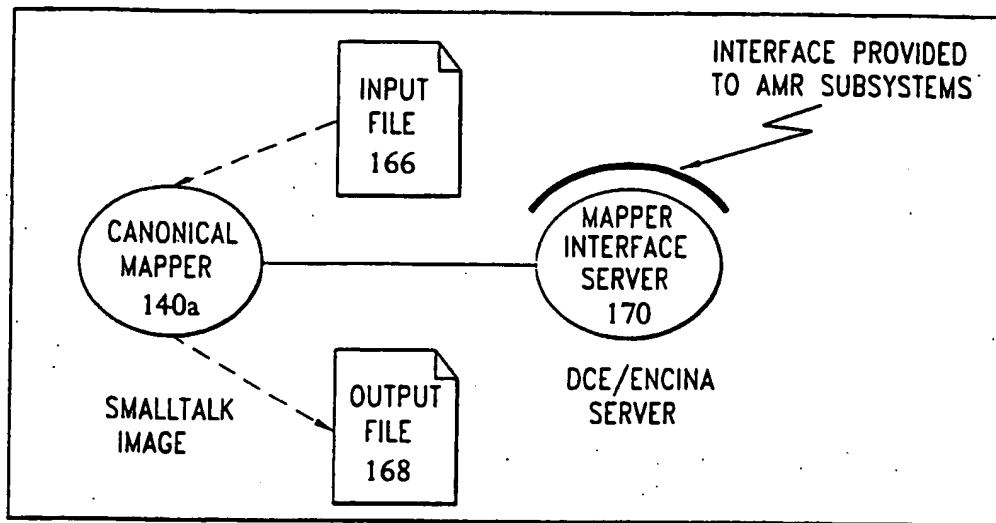 INPUT
FILE
166
INTERFACE PROVIDED
TO AMR SUBSYSTEMS
CANONICAL
MAPPER
140a
MAPPER
INTERFACE
SERVER
170
SMALLTALK
IMAGE
OUTPUT
FILE
168
DCE/ENCINA
SERVER